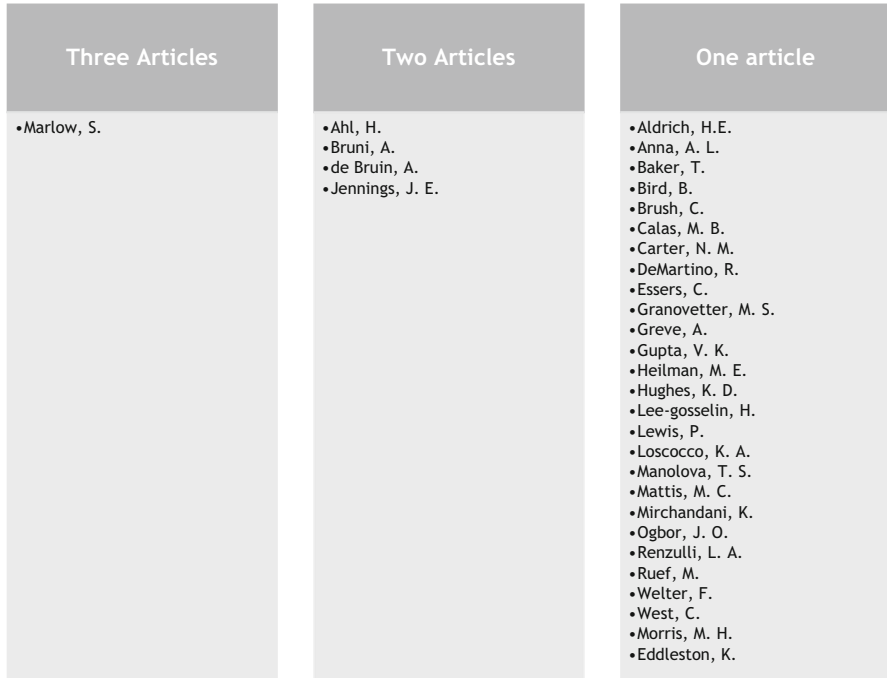 Three Articles
•Marlow, S.
Two Articles
•Ahl, H.
•Bruni, A.
•de Bruin, A.
•Jennings, J. E.
One article
•Aldrich, H.E.
•Anna, A. L.
•Baker, T.
•Bird, B.
•Brush, C.
•Calas, M. B.
•Carter, N. M.
•DeMartino, R.
•Essers, C.
•Granovetter, M. S.
•Greve, A.
•Gupta, V. K.
•Heilman, M. E.
•Hughes, K. D.
•Lee-gosselin, H.
•Lewis, P.
•Loscocco, K. A.
•Manolova, T. S.
•Mattis, M. C.
•Mirchandani, K.
•Ogbor, J. O.
•Renzulli, L. A.
•Ruef, M.
•Welter, F.
•West, C.
•Morris, M. H.
•Eddleston, K.